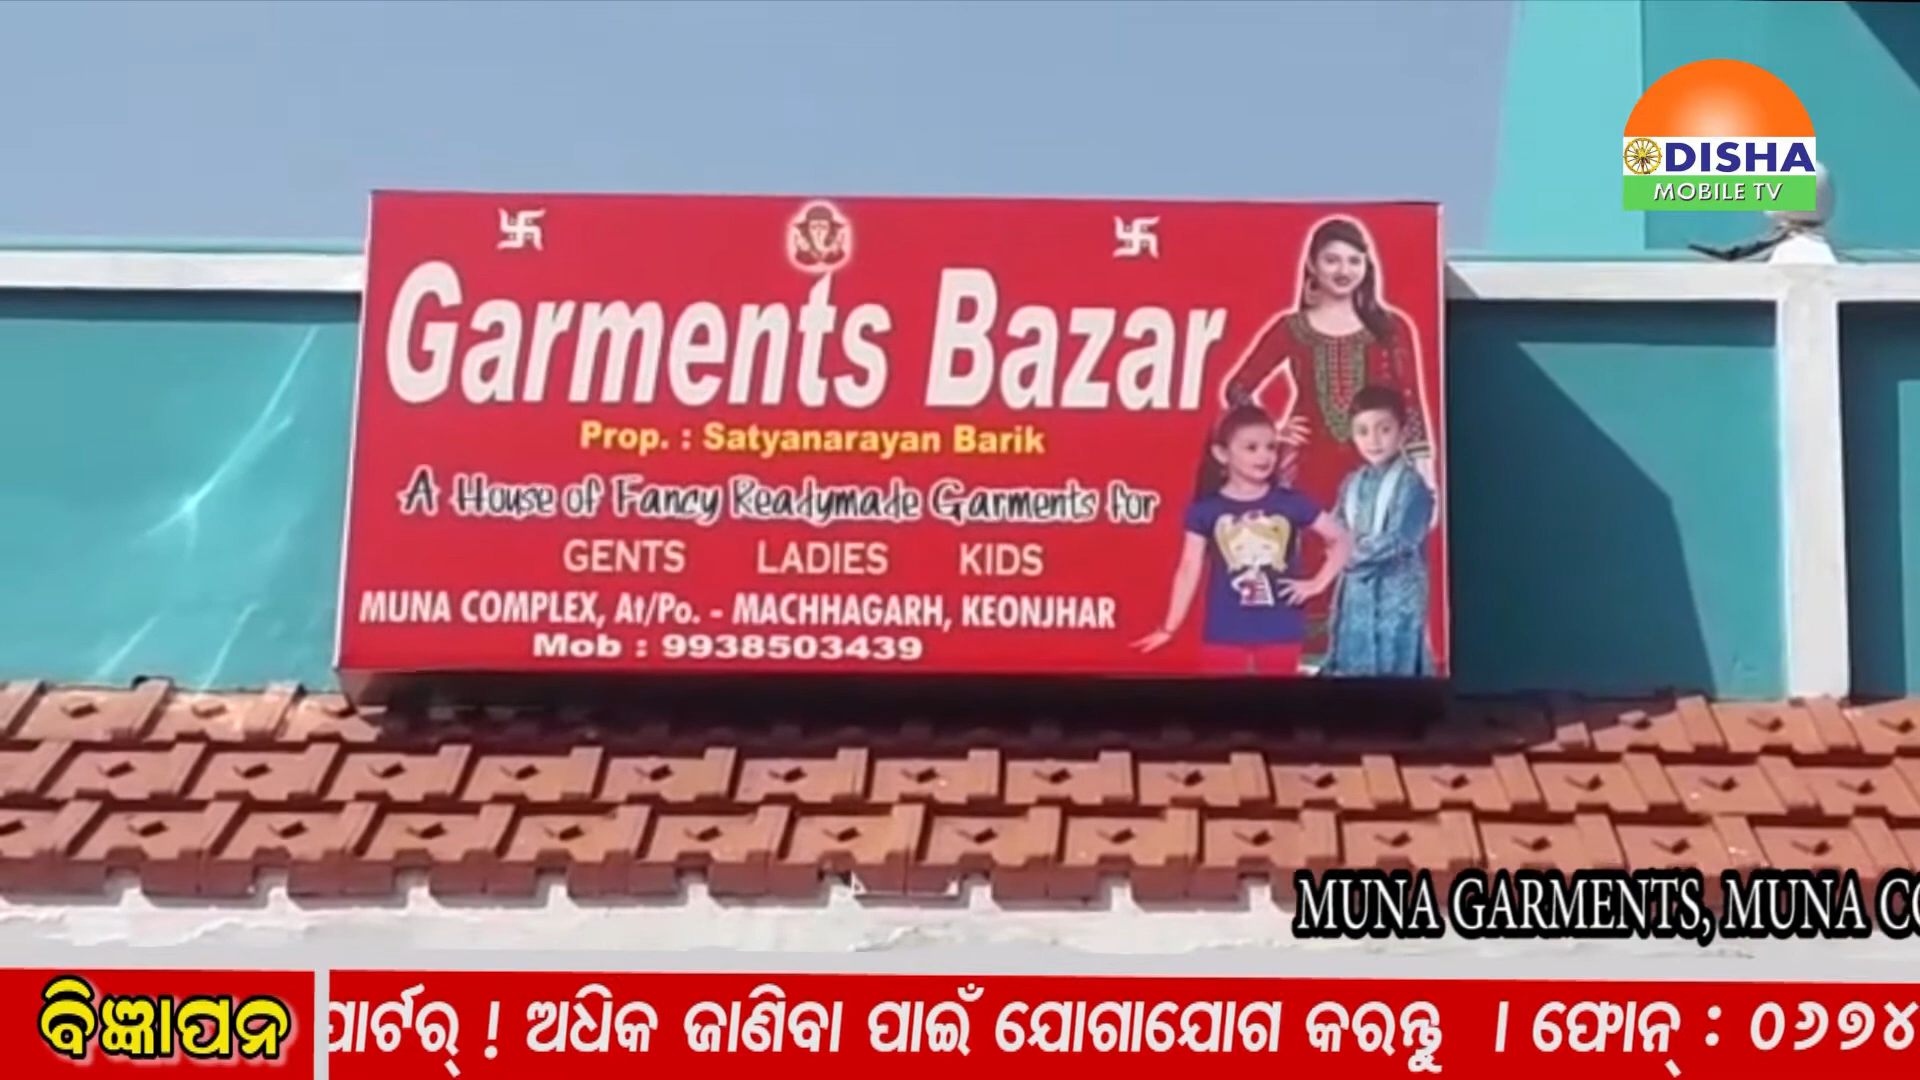 DISHA
MOBILE TV
Garments Bazar
Prop. : Satyanarayan Barik
A House of Fancy Readymade Garments for
GENTS LADIES KIDS
MUNA COMPLEX, At/Po. - MACHHAGARH, KEONJHAR
Mob : 9938503439
MUNA GARMENTS, MUNA
ବିଜ୍ଞାପନ
ପୋର୍ଟର୍ ! ଅଧିକ ଜାଣିବା ପାଇଁ ଯୋଗାଯୋଗ କରନ୍ତୁ । ଫୋନ୍ : ୦୬୭୪